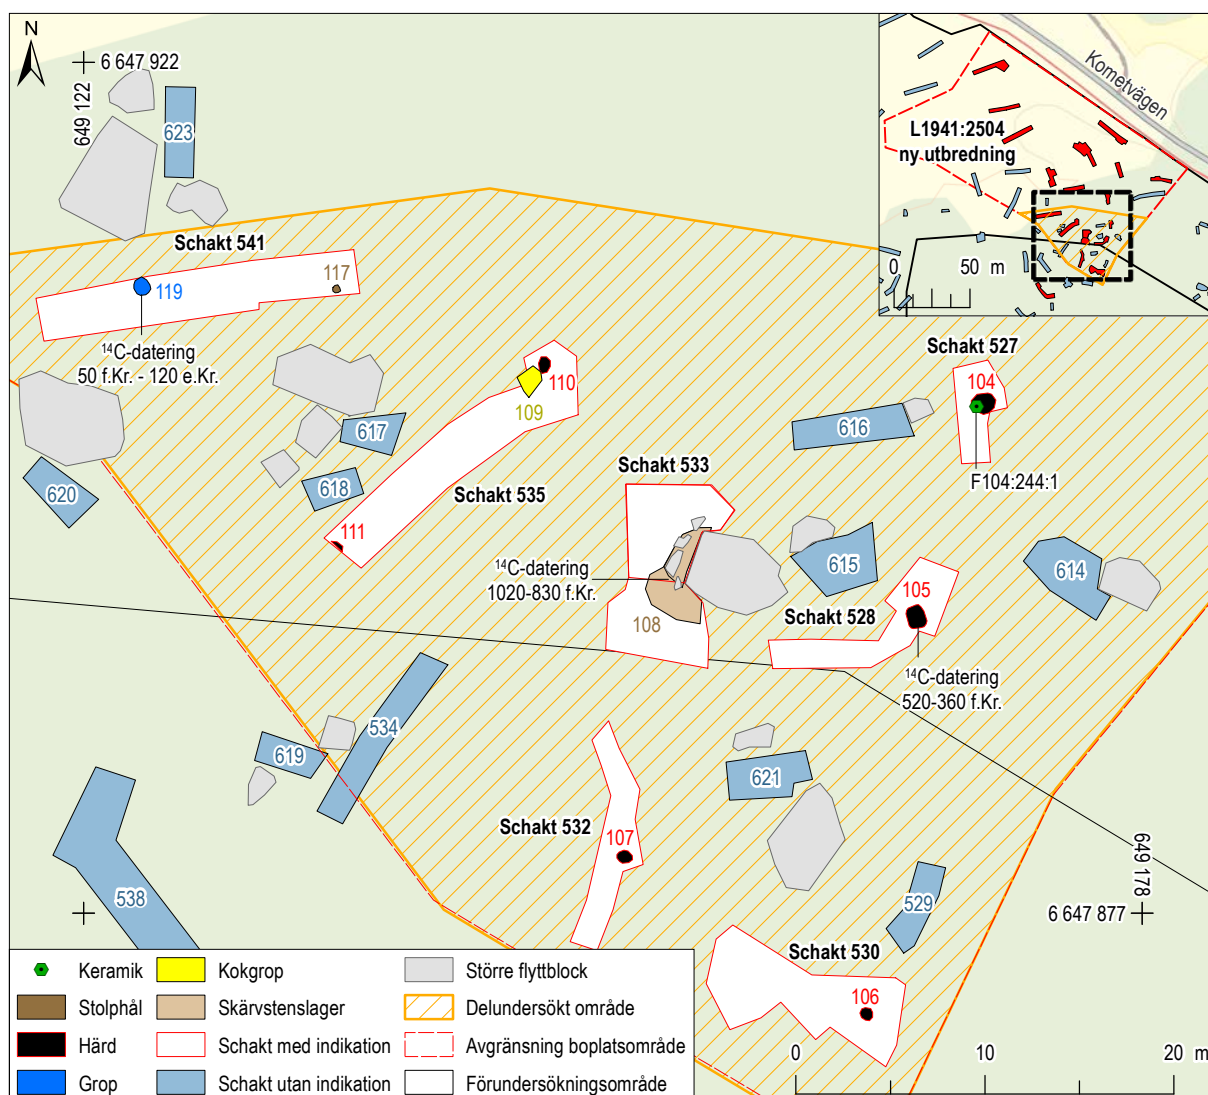 N
6 647 922
649 122
623
Schakt 541
117
119
¹⁴C-datering
50 f.Kr. - 120 e.Kr.
L1941:2504
ny utbredning
Kometvägen
0 50 m
Schakt 527
104
F104:244:1
110
109
617
618
620
111
Schakt 535
616
Schakt 533
615
614
¹⁴C-datering
1020-830 f.Kr.
108
105
Schakt 528
¹⁴C-datering
520-360 f.Kr.
534
619
621
Schakt 532
107
538
529
649 178
6 647 877
Schakt 530
106
Keramik
Stolphål
Härd
Grop
Kokgrop
Skärvstenslager
Schakt med indikation
Schakt utan indikation
Större flyttblock
Delundersökt område
Avgränsning boplatsområde
Förundersökningsområde
0 10 20 m